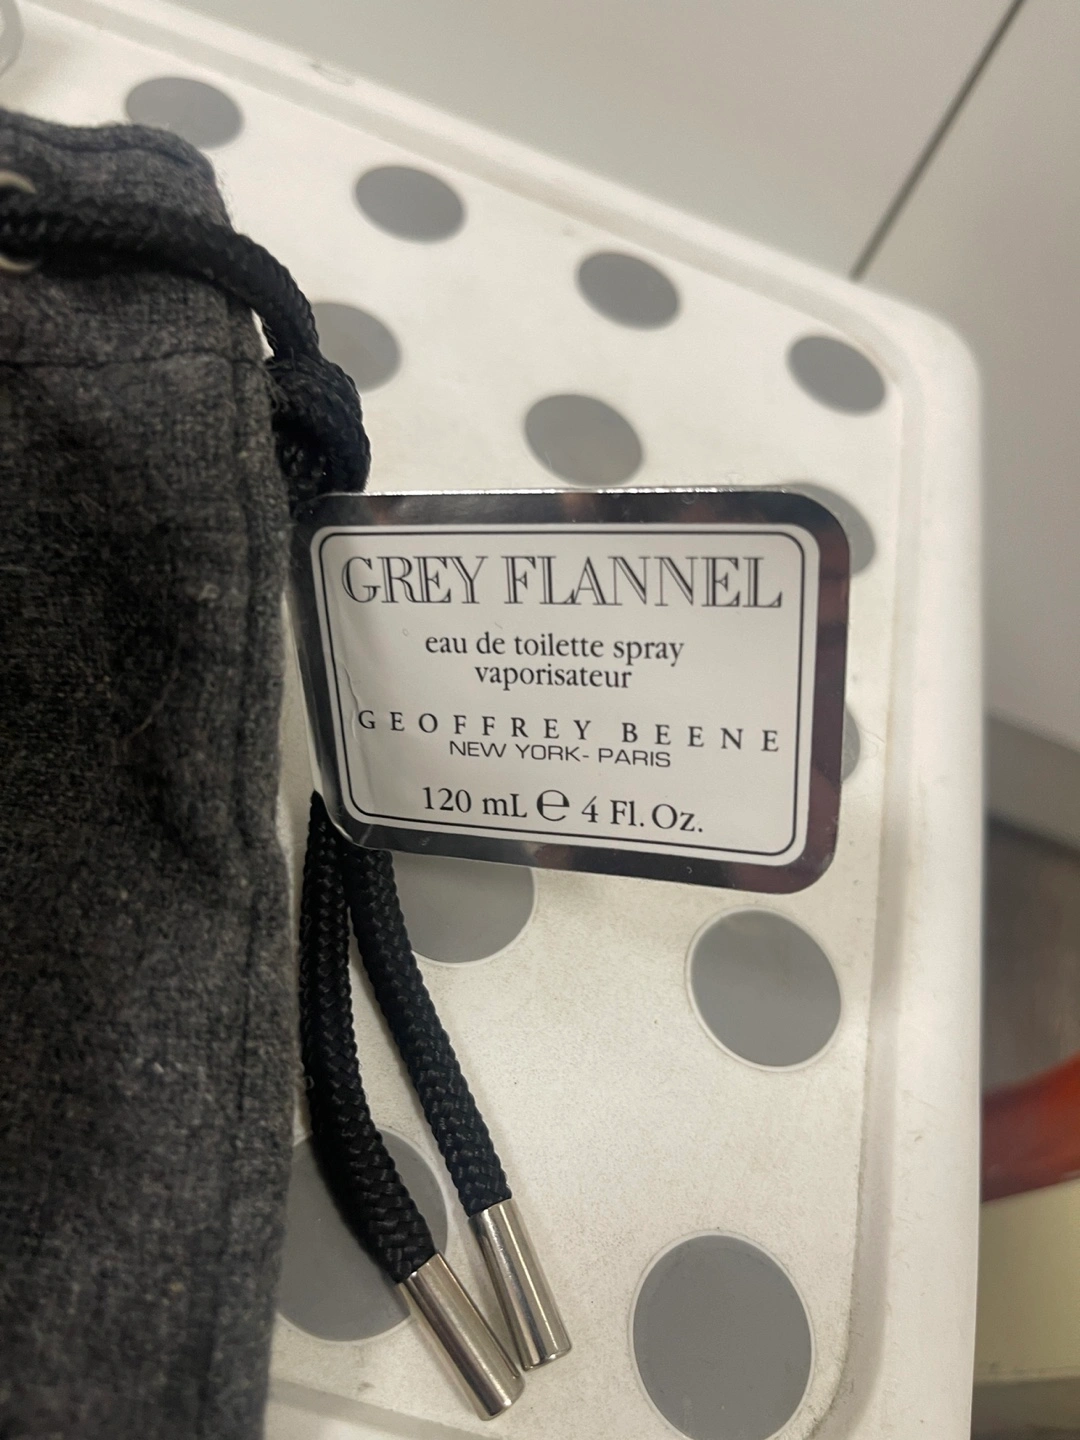 GREY FLANNEL
eau de toilette spray
vaporisateur
GEOFFREY BEENE
NEW YORK- PARIS
120 mL ℮ 4 Fl. Oz.